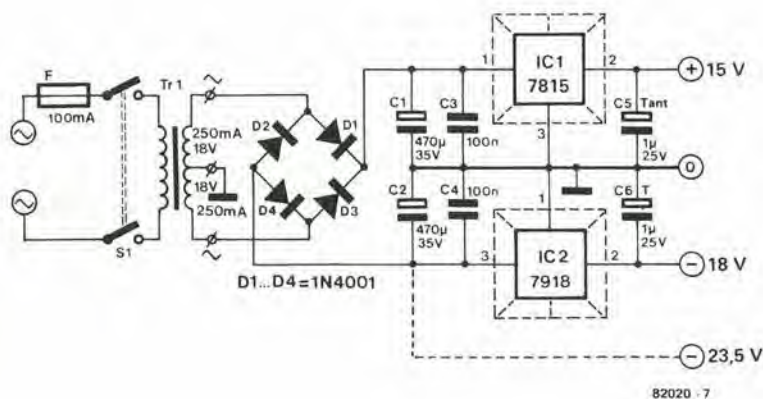 F
100mA
S1
Tr 1
250mA
18V
18V
250mA
~
~
D2
D1
D4
D3
D1...D4=1N4001
C1
470µ
35V
C3
100n
C2
470µ
35V
C4
100n
1
IC1
7815
2
3
1
3
IC2
7918
2
C5 Tant
1µ
25V
C6 T
1µ
25V
+ 15 V
0
− 18 V
− 23,5 V
82020 - 7